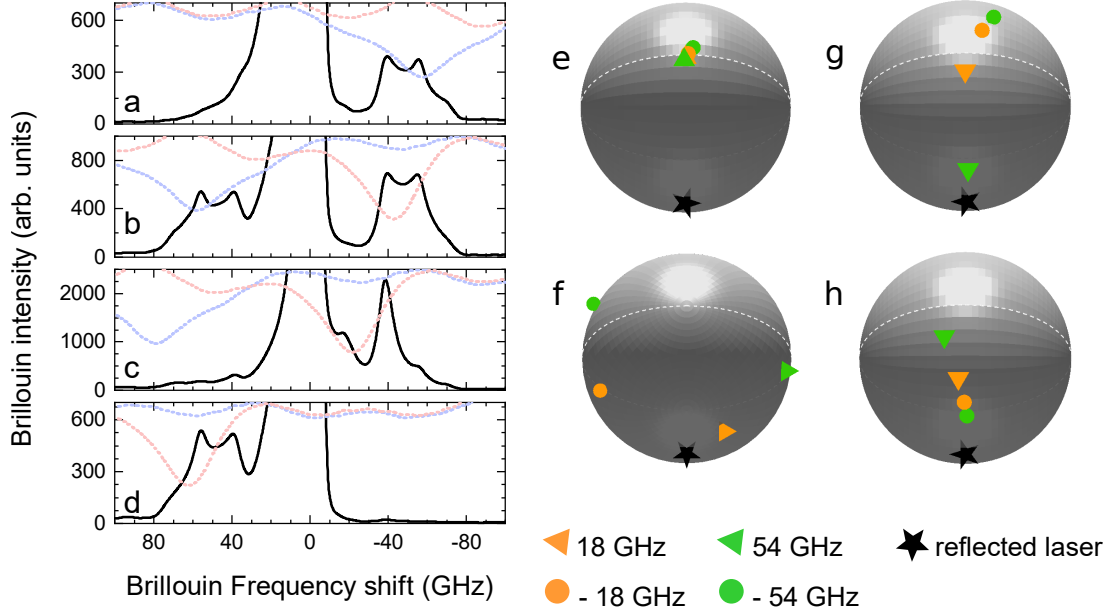 Brillouin intensity (arb. units)
a
600
300
0
b
800
400
0
c
2000
1000
0
d
600
300
0
80 40 0 -40 -80
Brillouin Frequency shift (GHz)
e
g
f
h
18 GHz
54 GHz
reflected laser
- 18 GHz
- 54 GHz